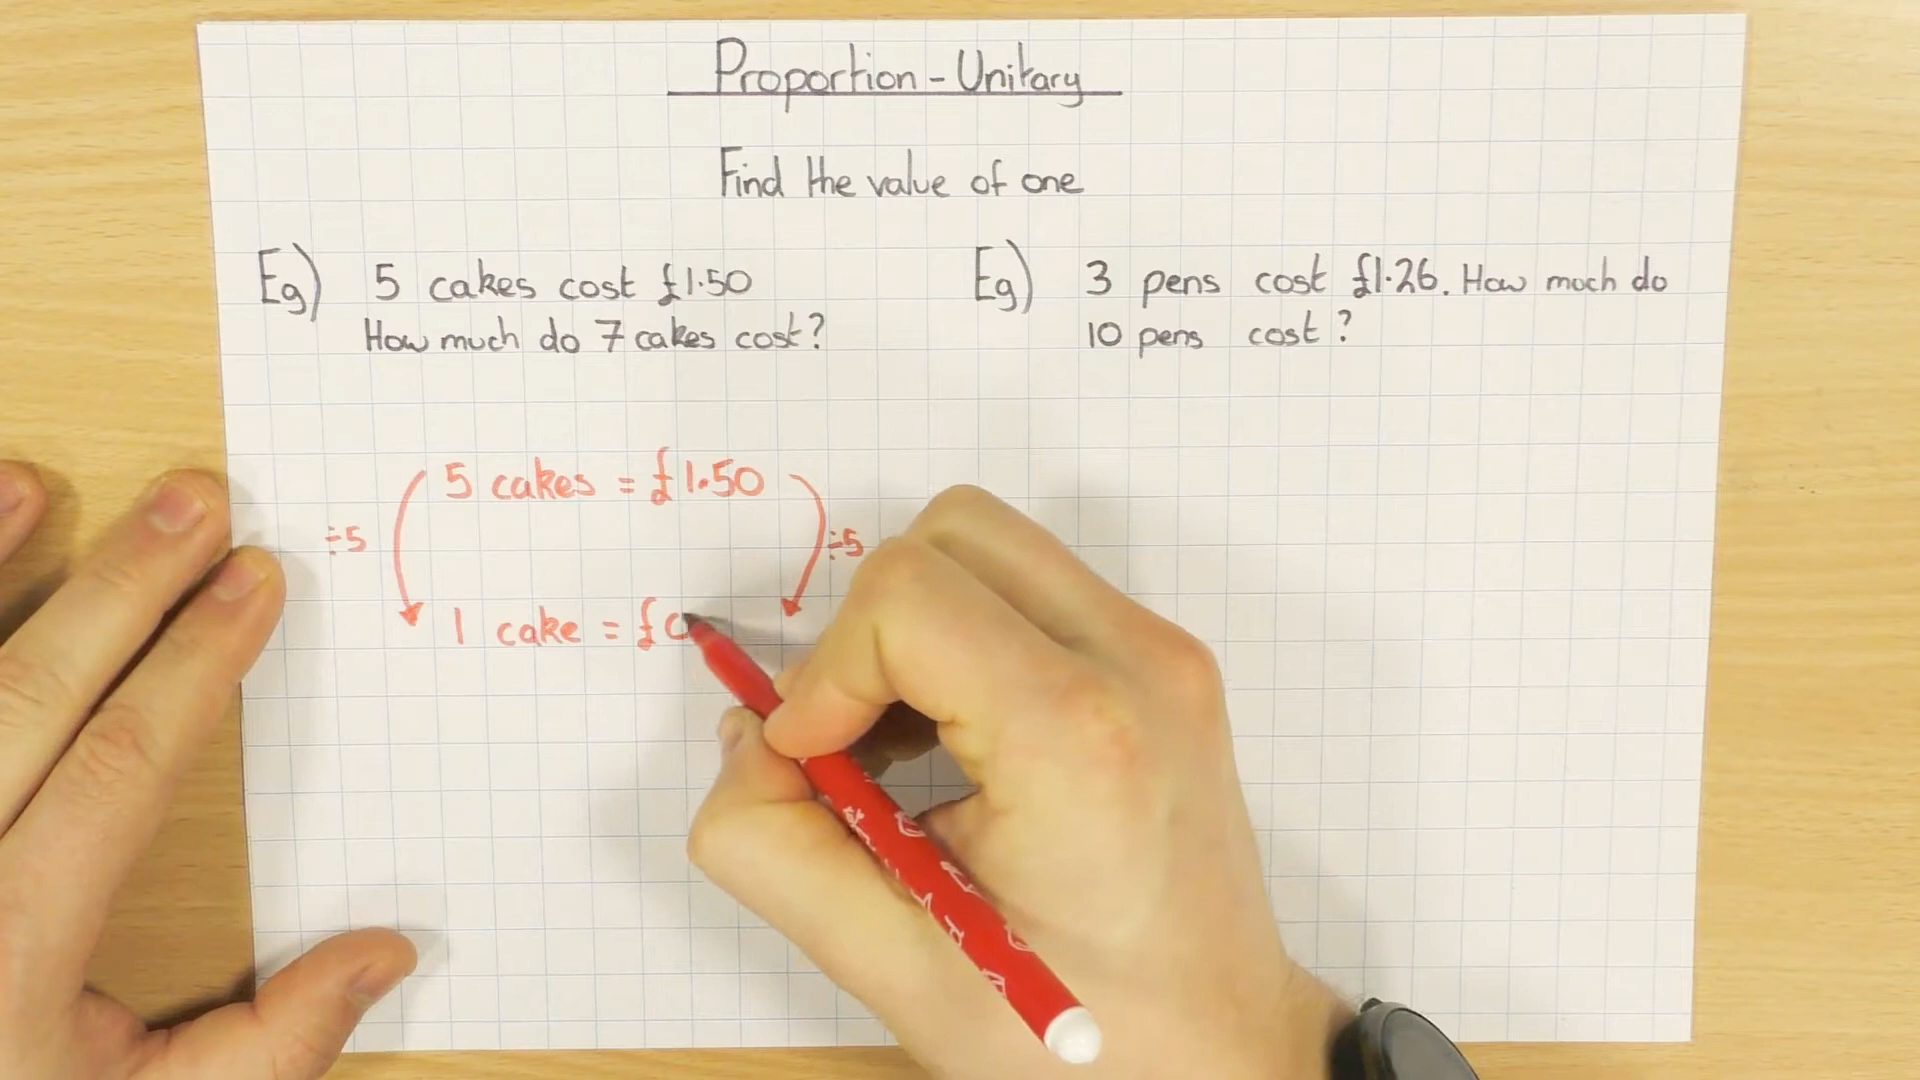 Proportion - Unitary
Find the value of one
Eg) 5 cakes cost £1.50
How much do 7 cakes cost?
Eg) 3 pens cost £1.26. How much do
10 pens cost?
5 cakes = £1.50
÷5
÷5
1 cake = £0